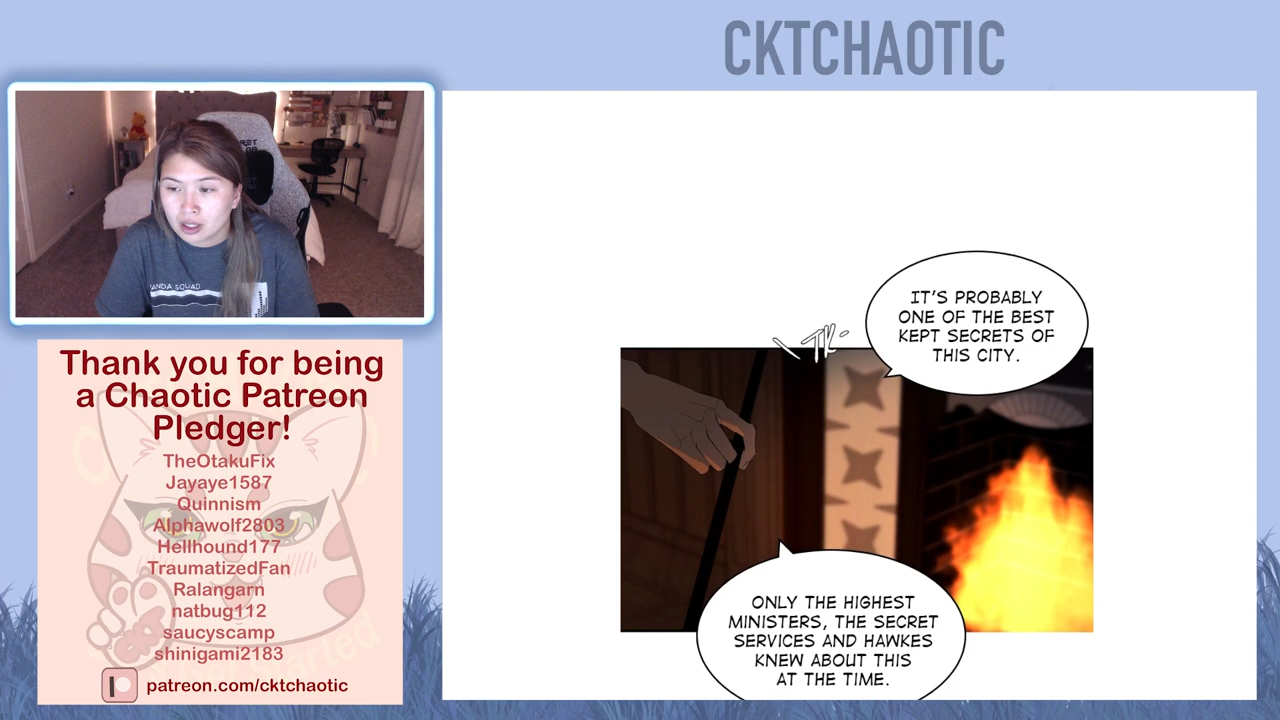 CKTCHAOTIC
ANDA SQUAD
Thank you for being
a Chaotic Patreon
Pledger!
TheOtakuFix
Jayaye1587
Quinnism
Alphawolf2803
Hellhound177
TraumatizedFan
Ralangarn
natbug112
saucyscamp
shinigami2183
patreon.com/cktchaotic
IT'S PROBABLY
ONE OF THE BEST
KEPT SECRETS OF
THIS CITY.
ONLY THE HIGHEST
MINISTERS, THE SECRET
SERVICES AND HAWKES
KNEW ABOUT THIS
AT THE TIME.